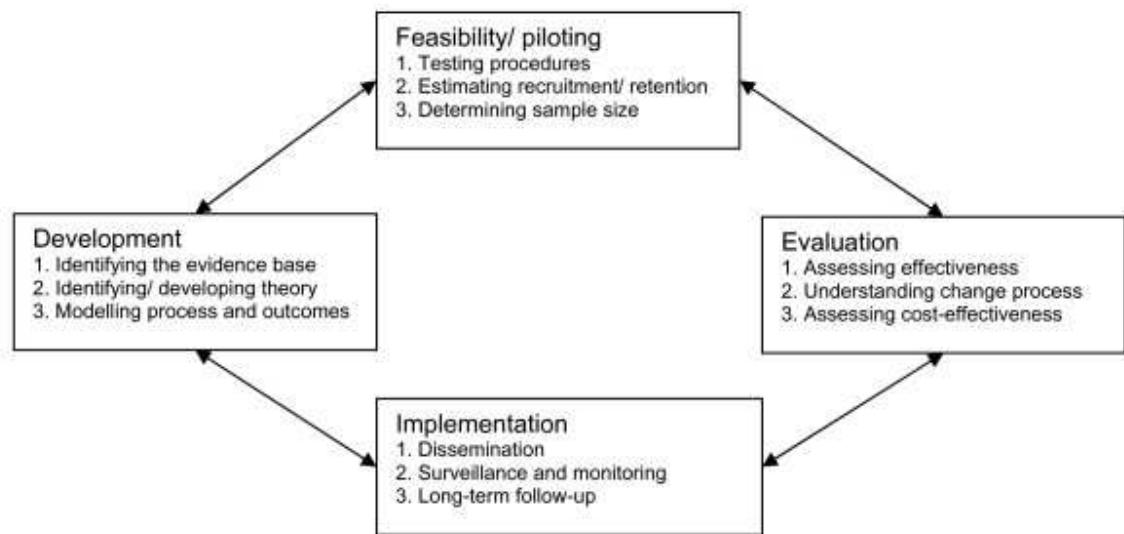 Feasibility/ piloting
1. Testing procedures
2. Estimating recruitment/ retention
3. Determining sample size
Development
1. Identifying the evidence base
2. Identifying/ developing theory
3. Modelling process and outcomes
Evaluation
1. Assessing effectiveness
2. Understanding change process
3. Assessing cost-effectiveness
Implementation
1. Dissemination
2. Surveillance and monitoring
3. Long-term follow-up